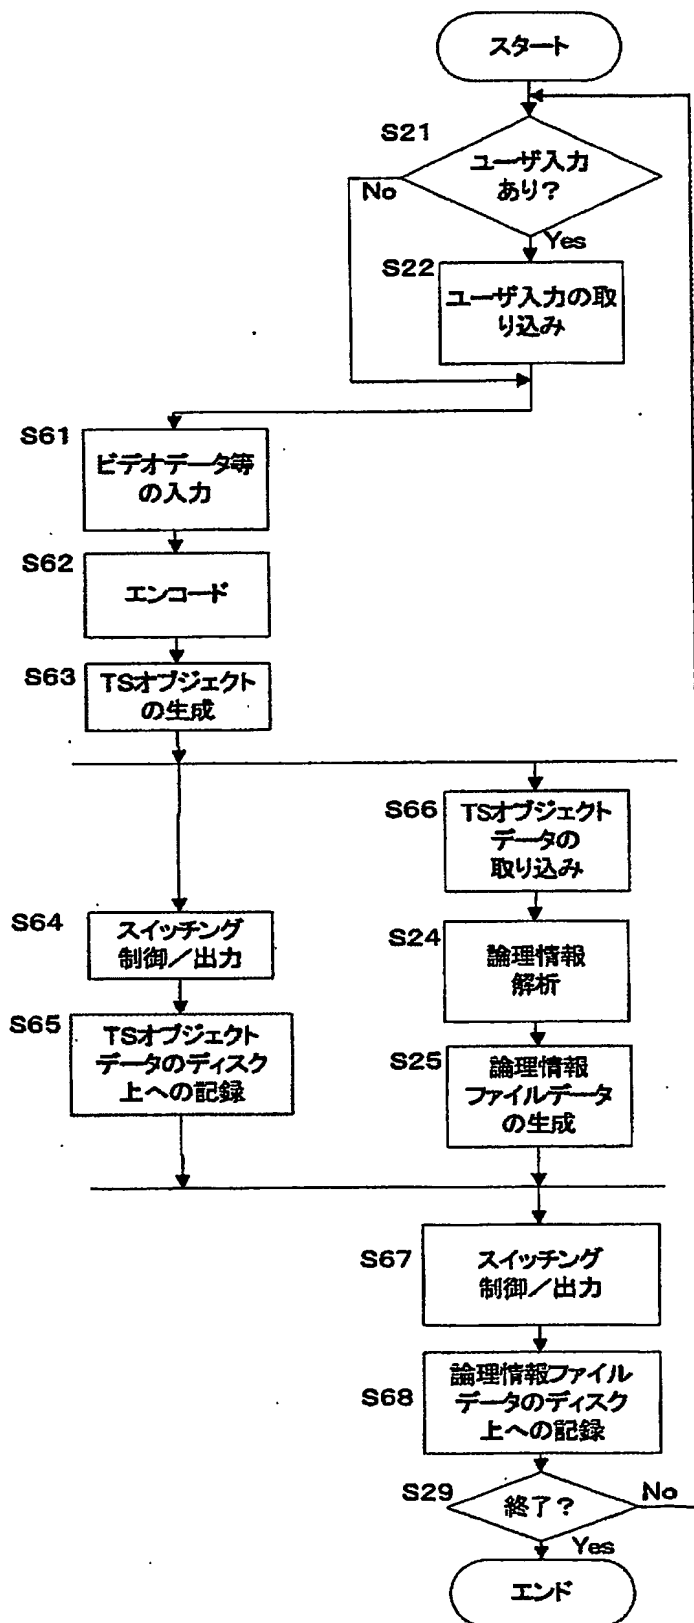 スタート
S21
ユーザ入力
あり?
No
Yes
S22
ユーザ入力の取
り込み
S61
ビデオデータ等
の入力
S62
エンコード
S63
TSオブジェクト
の生成
S66
TSオブジェクト
データの
取り込み
S64
スイッチング
制御/出力
S24
論理情報
解析
S65
TSオブジェクト
データのディスク
上への記録
S25
論理情報
ファイルデータ
の生成
S67
スイッチング
制御/出力
S68
論理情報ファイル
データのディスク
上への記録
S29
終了?
No
Yes
エンド